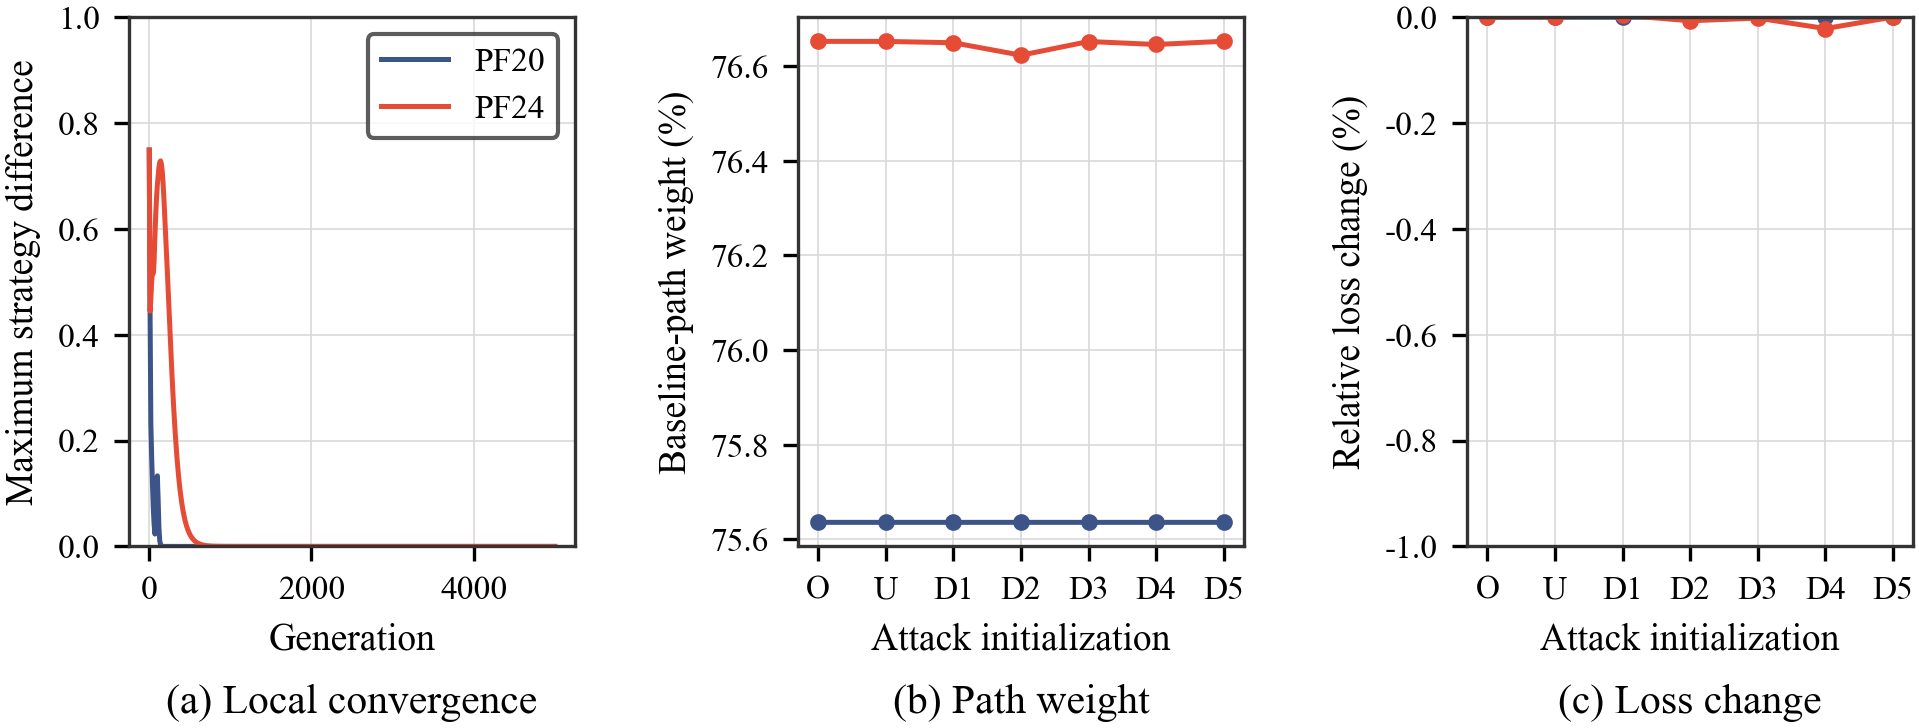 Maximum strategy difference
1.0
0.8
0.6
0.4
0.2
0.0
PF20
PF24
0
2000
4000
Generation
(a) Local convergence
Baseline-path weight (%)
76.6
76.4
76.2
76.0
75.8
75.6
O
U
D1
D2
D3
D4
D5
Attack initialization
(b) Path weight
Relative loss change (%)
0.0
-0.2
-0.4
-0.6
-0.8
-1.0
O
U
D1
D2
D3
D4
D5
Attack initialization
(c) Loss change